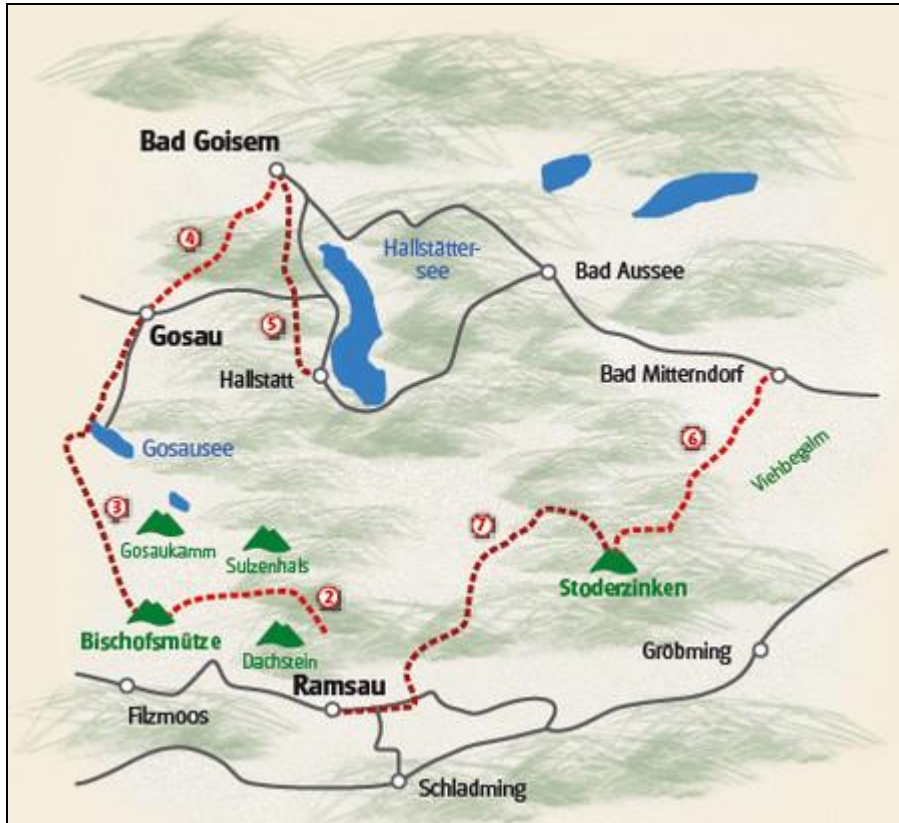 Bad Goisern
4
Hallstätter-
see
Bad Aussee
Gosau
5
Hallstatt
Bad Mitterndorf
6
Gosausee
Viehbegalm
3
7
Gosaukamm
Sulzenhals
Stoderzinken
2
Bischofsmütze
Dachstein
Gröbming
Ramsau
Filzmoos
Schladming